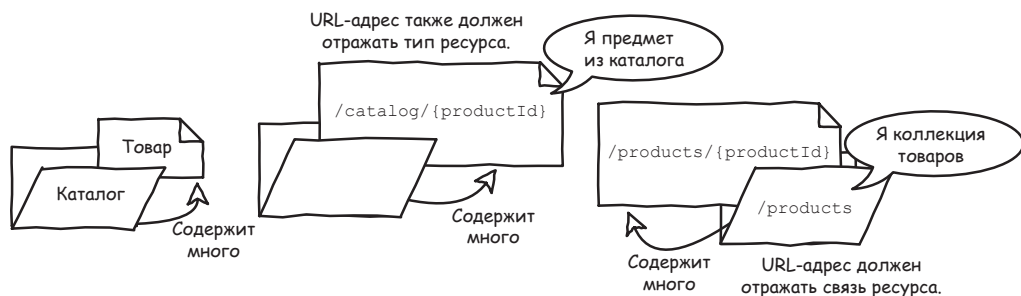 Товар
Каталог
Содержит
много
URL-адрес также должен
отражать тип ресурса.
Я предмет
из каталога
/catalog/{productId}
Содержит
много
/products/{productId}
Я коллекция
товаров
/products
Содержит
много
URL-адрес должен
отражать связь ресурса.